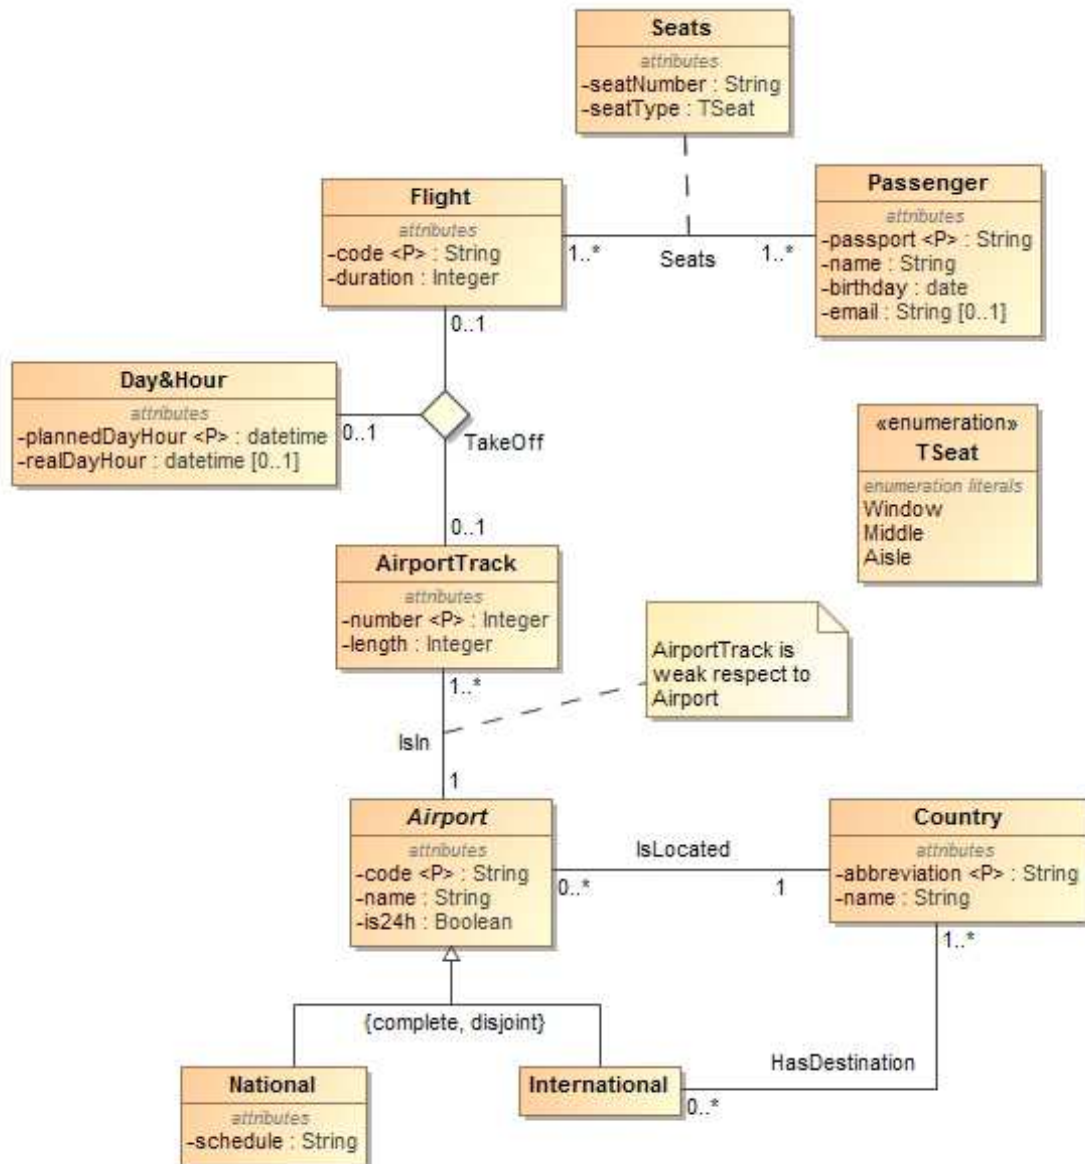 Seats
attributes
-seatNumber : String
-seatType : TSeat
Flight
attributes
-code <P> : String
-duration : Integer
1..*
Seats
1..*
Passenger
attributes
-passport <P> : String
-name : String
-birthday : date
-email : String [0..1]
0..1
Day&Hour
attributes
-plannedDayHour <P> : datetime
-realDayHour : datetime [0..1]
0..1
TakeOff
0..1
«enumeration»
TSeat
enumeration literals
Window
Middle
Aisle
AirportTrack
attributes
-number <P> : Integer
-length : Integer
1..*
AirportTrack is
weak respect to
Airport
IsIn
1
Airport
attributes
-code <P> : String
-name : String
-is24h : Boolean
IsLocated
0..*
1
Country
attributes
-abbreviation <P> : String
-name : String
1..*
{complete, disjoint}
HasDestination
National
attributes
-schedule : String
International
0..*